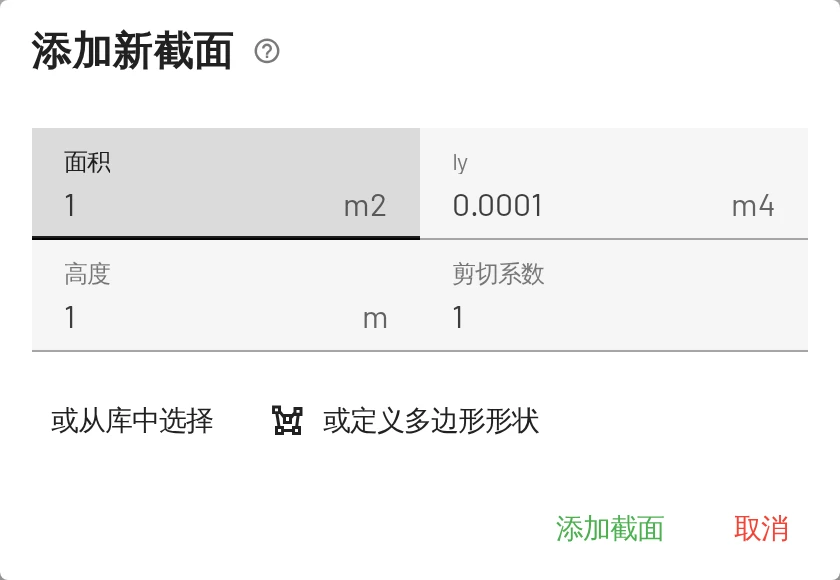 添加新截面
面积
1 m2
Iy
0.0001 m4
高度
1 m
剪切系数
1
或从库中选择
或定义多边形形状
添加截面
取消